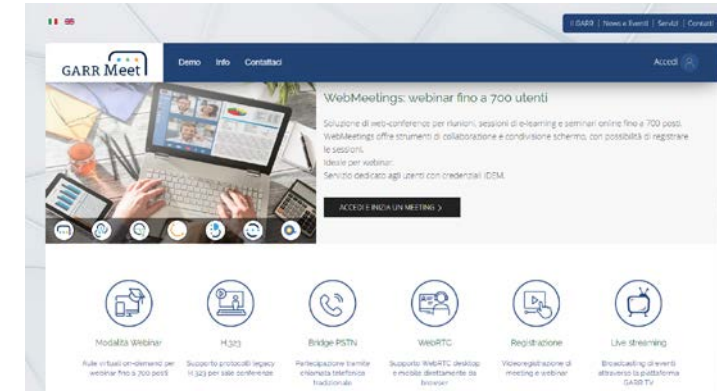 GARR | News e Eventi | Servizi | Contatti
GARR Meet
Demo Info Contattaci
Accedi
WebMeetings: webinar fino a 700 utenti
Soluzione di web-conference per riunioni, sessioni di e-learning e seminari online fino a 700 posti.
WebMeetings offre strumenti di collaborazione e condivisione schermo, con possibilità di registrare
le sessioni.
Ideale per webinar.
Servizio dedicato agli utenti con credenziali IDEM.
ACCEDI E INIZIA UN MEETING >
Modalità Webinar
H.323
Bridge PSTN
WebRTC
Registrazione
Live streaming
Aule virtuali on-demand per
webinar fino a 700 posti
Supporto protocolli legacy
H.323 per sale conferenze
Partecipazione tramite
chiamata telefonica
tradizionale
Supporto WebRTC desktop
e mobile direttamente da
browser
Videoregistrazione di
meeting e webinar
Broadcasting di eventi
attraverso la piattaforma
GARR TV